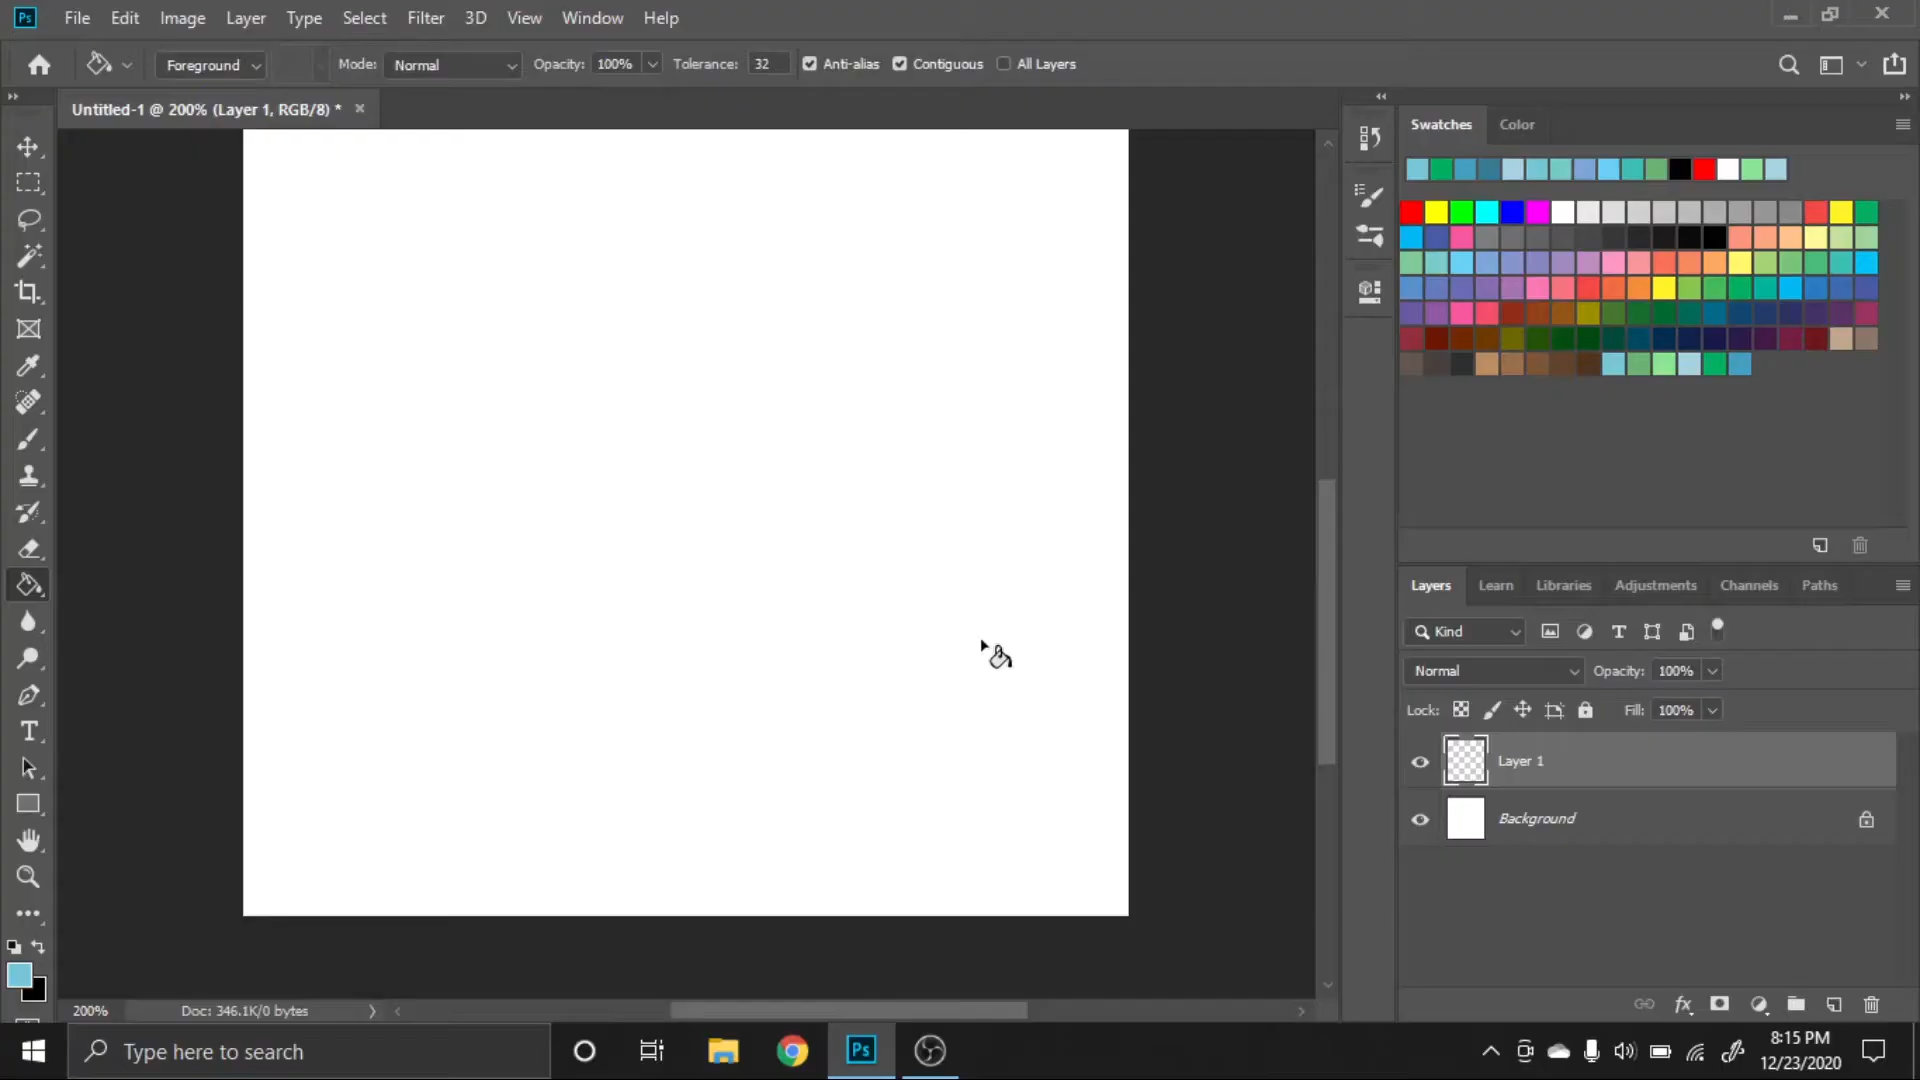 Ps File Edit Image Layer Type Select Filter 3D View Window Help
Foreground Mode: Normal Opacity: 100% Tolerance: 32 Anti-alias Contiguous All Layers
Untitled-1 @ 200% (Layer 1, RGB/8) *
Swatches Color
Layers Learn Libraries Adjustments Channels Paths
Kind
Normal Opacity: 100%
Lock: Fill: 100%
Layer 1
Background
200% Doc: 346.1K/0 bytes
Type here to search
Ps
8:15 PM
12/23/2020